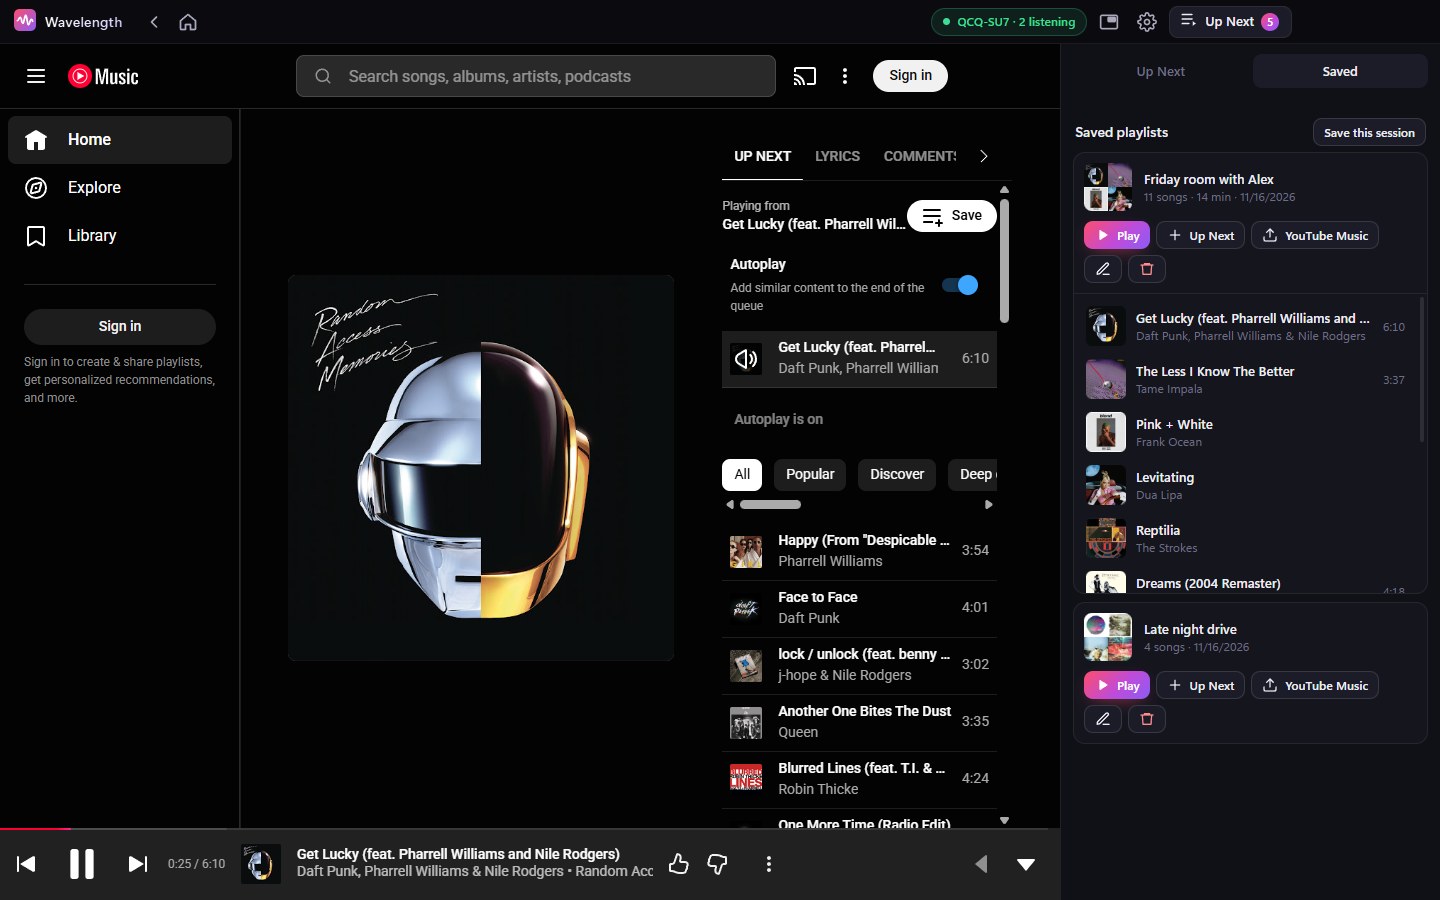 Wavelength
QCQ-SU7 · 2 listening
Up Next 5
Music
Search songs, albums, artists, podcasts
Sign in
Home
Explore
Library
Sign in
Sign in to create & share playlists,
get personalized recommendations,
and more.
Random
Access
Memories
UP NEXT
LYRICS
COMMENTS
Playing from
Get Lucky (feat. Pharrell Wil...
Save
Autoplay
Add similar content to the end of the
queue
Get Lucky (feat. Pharrel...
6:10
Daft Punk, Pharrell Willian
Autoplay is on
All
Popular
Discover
Deep
Happy (From "Despicable ...
3:54
Pharrell Williams
Face to Face
4:01
Daft Punk
lock / unlock (feat. benny ...
3:02
j-hope & Nile Rodgers
Another One Bites The Dust
3:35
Queen
Blurred Lines (feat. T.I. & ...
4:24
Robin Thicke
One More Time (Radio Edit)
Up Next
Saved
Saved playlists
Save this session
Friday room with Alex
11 songs · 14 min · 11/16/2026
Play
Up Next
YouTube Music
Get Lucky (feat. Pharrell Williams and ...
6:10
Daft Punk, Pharrell Williams & Nile Rodgers
The Less I Know The Better
3:37
Tame Impala
Pink + White
Frank Ocean
Levitating
Dua Lipa
Reptilia
The Strokes
Dreams (2004 Remaster)
4:18
Late night drive
4 songs · 11/16/2026
Play
Up Next
YouTube Music
0:25 / 6:10
Get Lucky (feat. Pharrell Williams and Nile Rodgers)
Daft Punk, Pharrell Williams & Nile Rodgers • Random Acc